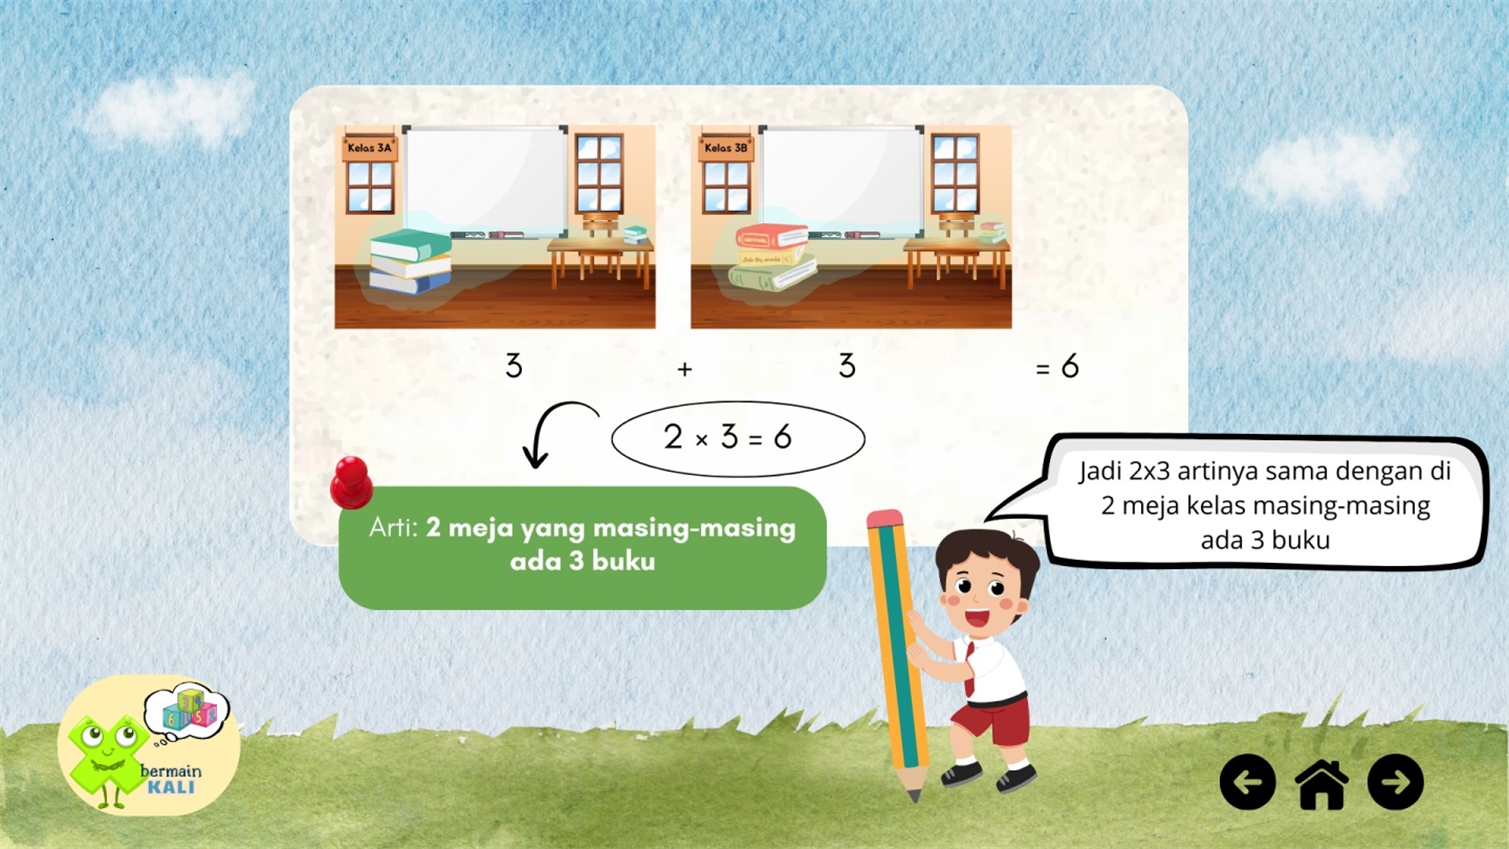 Kelas 3A
Kelas 3B
3 + 3 = 6
2 × 3 = 6
Arti: 2 meja yang masing-masing
ada 3 buku
Jadi 2x3 artinya sama dengan di
2 meja kelas masing-masing
ada 3 buku
bermain
KALI